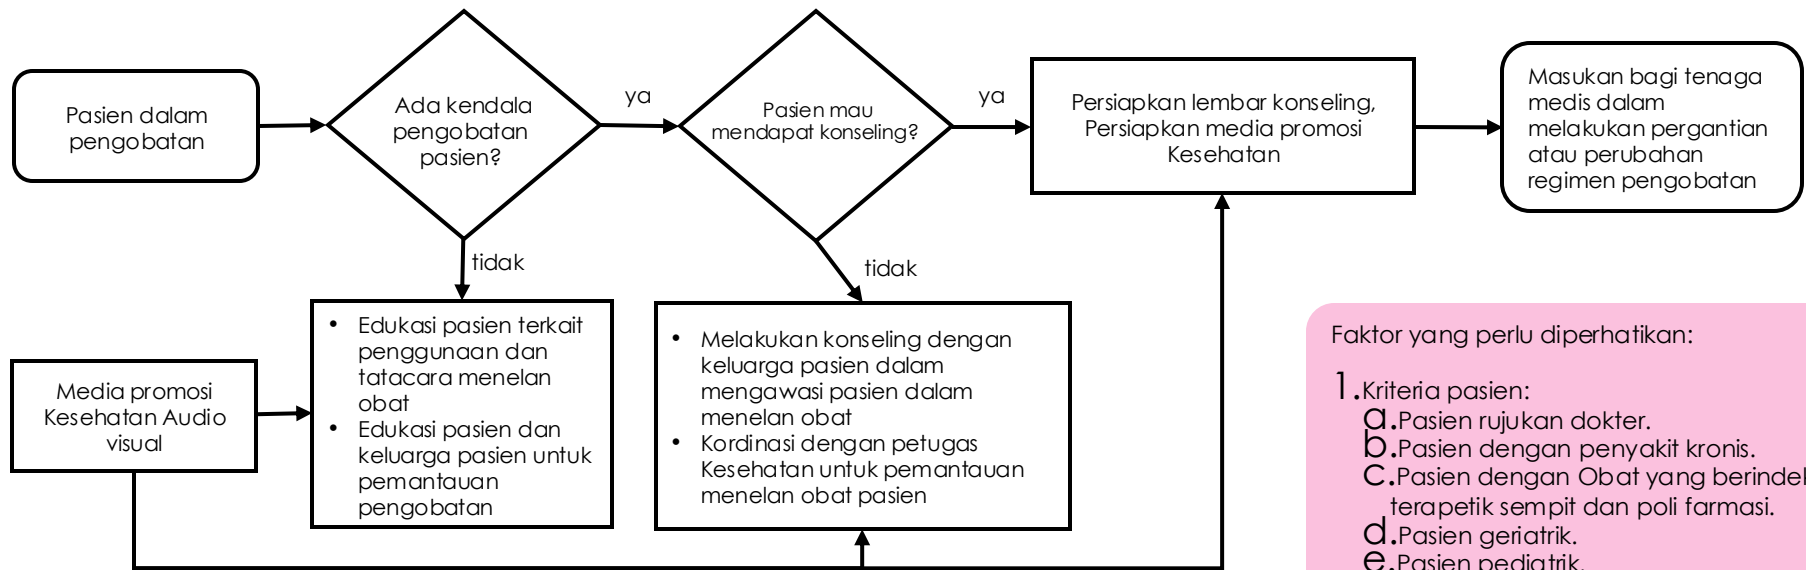 Pasien dalam
pengobatan
Ada kendala
pengobatan
pasien?
ya
Pasien mau
mendapat konseling?
ya
Persiapkan lembar konseling,
Persiapkan media promosi
Kesehatan
Masukan bagi tenaga
medis dalam
melakukan pergantian
atau perubahan
regimen pengobatan
tidak
tidak
Media promosi
Kesehatan Audio
visual
• Edukasi pasien terkait
penggunaan dan
tatacara menelan
obat
• Edukasi pasien dan
keluarga pasien untuk
pemantauan
pengobatan
• Melakukan konseling dengan
keluarga pasien dalam
mengawasi pasien dalam
menelan obat
• Kordinasi dengan petugas
Kesehatan untuk pemantauan
menelan obat pasien
Faktor yang perlu diperhatikan:
1.Kriteria pasien:
a.Pasien rujukan dokter.
b.Pasien dengan penyakit kronis.
c.Pasien dengan Obat yang
terapetik sempit dan poli farmasi.
d.Pasien geriatrik.
e.Pasien pediatrik.